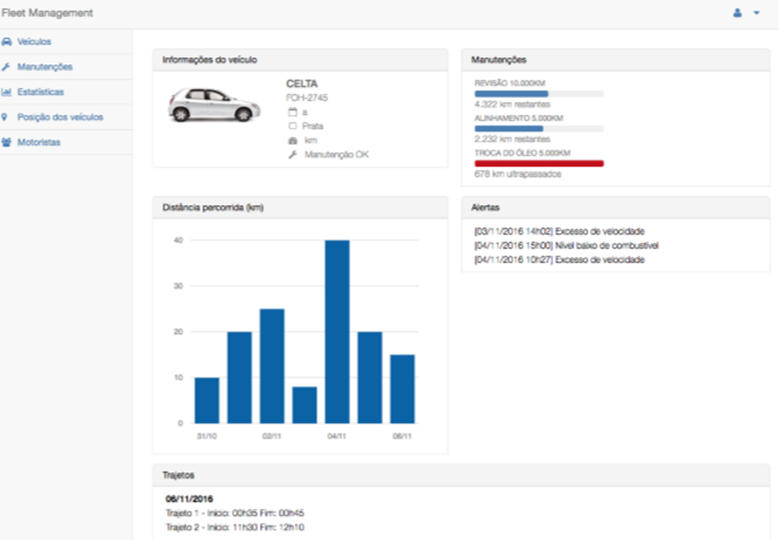 Fleet Management
Veículos
Manutenções
Estatísticas
Posição dos veículos
Motoristas
Informações do veículo
CELTA
FOH-2745
a
Prata
km
Manutenção OK
Manutenções
REVISÃO 10.000KM
4.322 km restantes
ALINHAMENTO 5.000KM
2.232 km restantes
TROCA DO ÓLEO 5.000KM
678 km ultrapassados
Distância percorrida (km)
40
30
20
10
0
31/10 02/11 04/11 06/11
Alertas
[03/11/2016 14h02] Excesso de velocidade
[04/11/2016 15h00] Nível baixo de combustível
[04/11/2016 10h27] Excesso de velocidade
Trajetos
06/11/2016
Trajeto 1 - Início: 00h35 Fim: 00h45
Trajeto 2 - Início: 11h30 Fim: 12h10